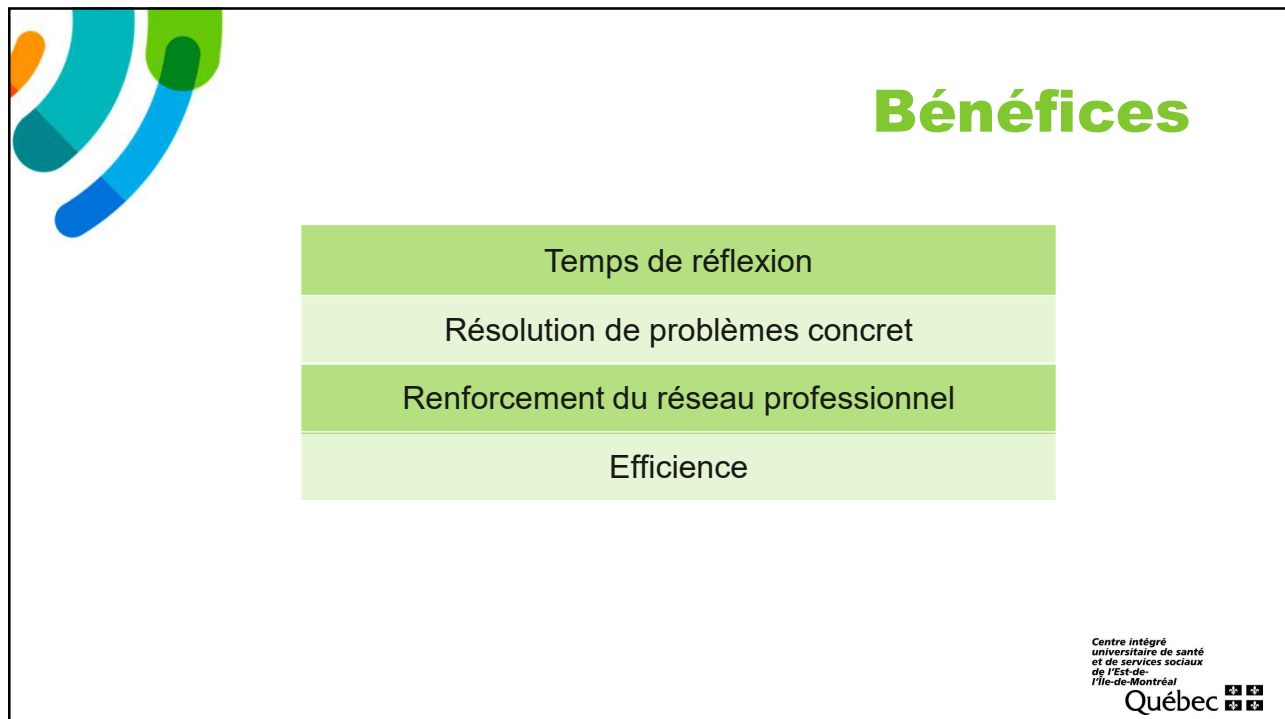 Bénéfices
Temps de réflexion
Résolution de problèmes concret
Renforcement du réseau professionnel
Efficience
Centre intégré
universitaire de santé
et de services sociaux
de l'Est-de-
l'Île-de-Montréal
Québec